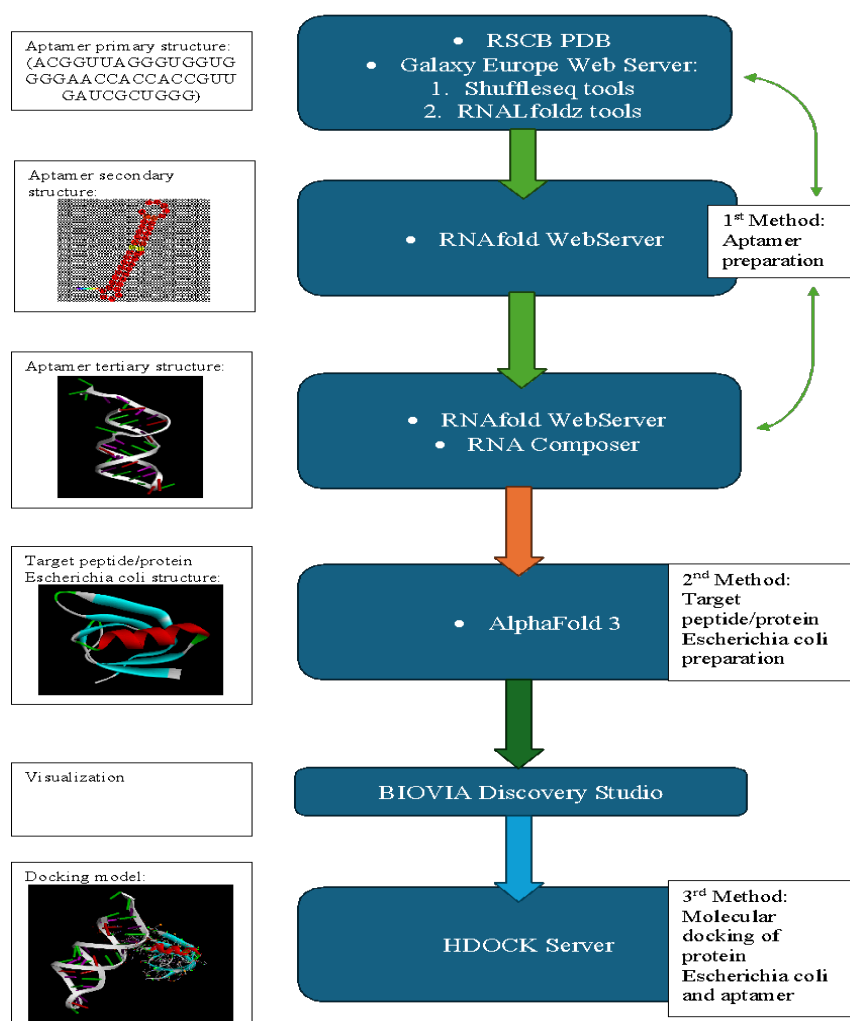 Aptamer primary structure:
(ACGGUUAGGGUGGUG
GGGAACCACCACCGUU
GAUCGCUGGG)
• RSCB PDB
• Galaxy Europe Web Server:
1. Shuffleseq tools
2. RNALfoldz tools
Aptamer secondary
structure:
• RNAfold WebServer
1st Method:
Aptamer
preparation
Aptamer tertiary structure:
• RNAfold WebServer
• RNA Composer
Target peptide/protein
Escherichia coli structure:
• AlphaFold 3
2nd Method:
Target
peptide/protein
Escherichia coli
preparation
Visualization
BIOVIA Discovery Studio
Docking model:
HDOCK Server
3rd Method:
Molecular
docking of
protein
Escherichia coli
and aptamer